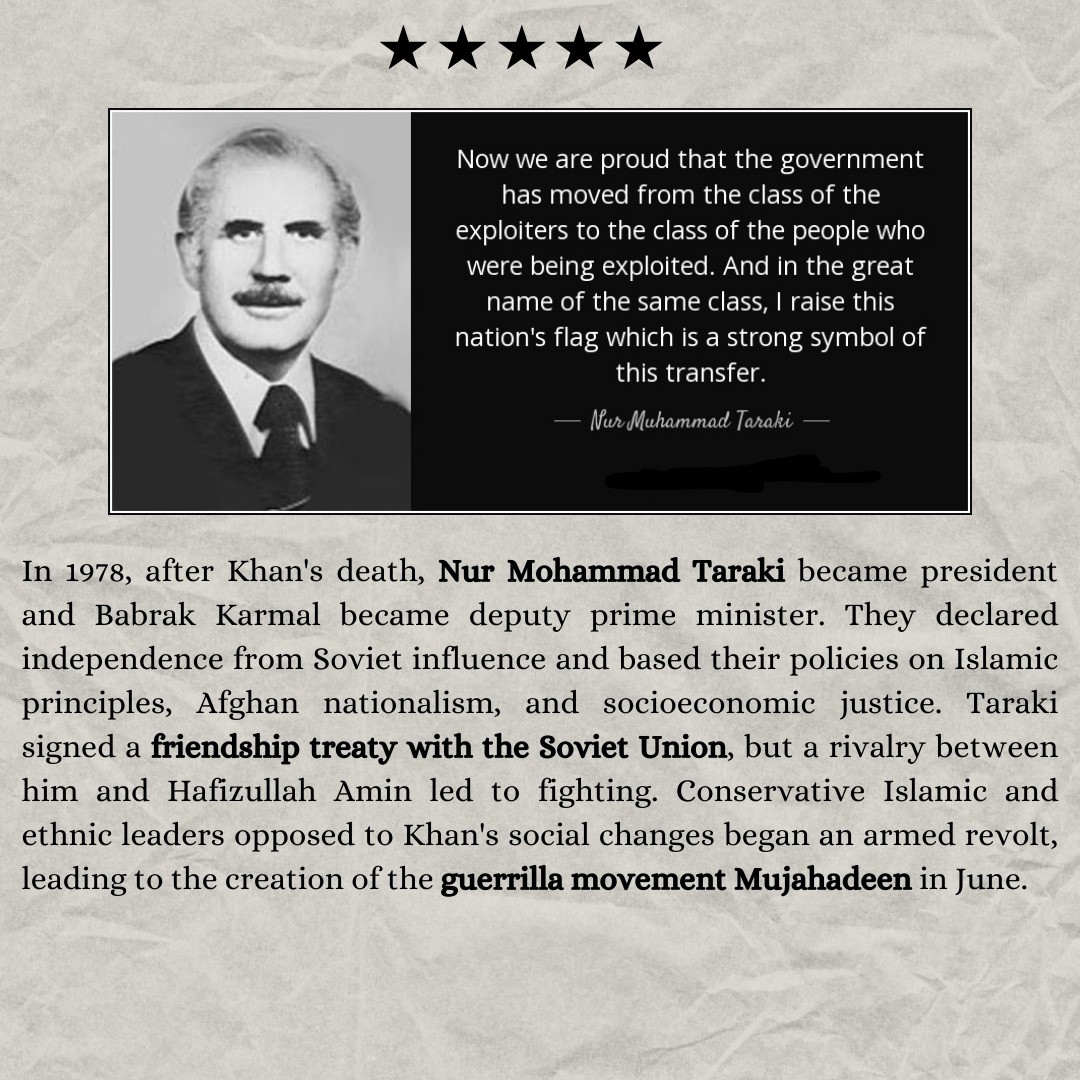 ★★★★★
Now we are proud that the government
has moved from the class of the
exploiters to the class of the people who
were being exploited. And in the great
name of the same class, I raise this
nation's flag which is a strong symbol of
this transfer.
— Nur Muhammad Taraki —
In 1978, after Khan's death, Nur Mohammad Taraki became president
and Babrak Karmal became deputy prime minister. They declared
independence from Soviet influence and based their policies on Islamic
principles, Afghan nationalism, and socioeconomic justice. Taraki
signed a friendship treaty with the Soviet Union, but a rivalry between
him and Hafizullah Amin led to fighting. Conservative Islamic and
ethnic leaders opposed to Khan's social changes began an armed revolt,
leading to the creation of the guerrilla movement Mujahadeen in June.